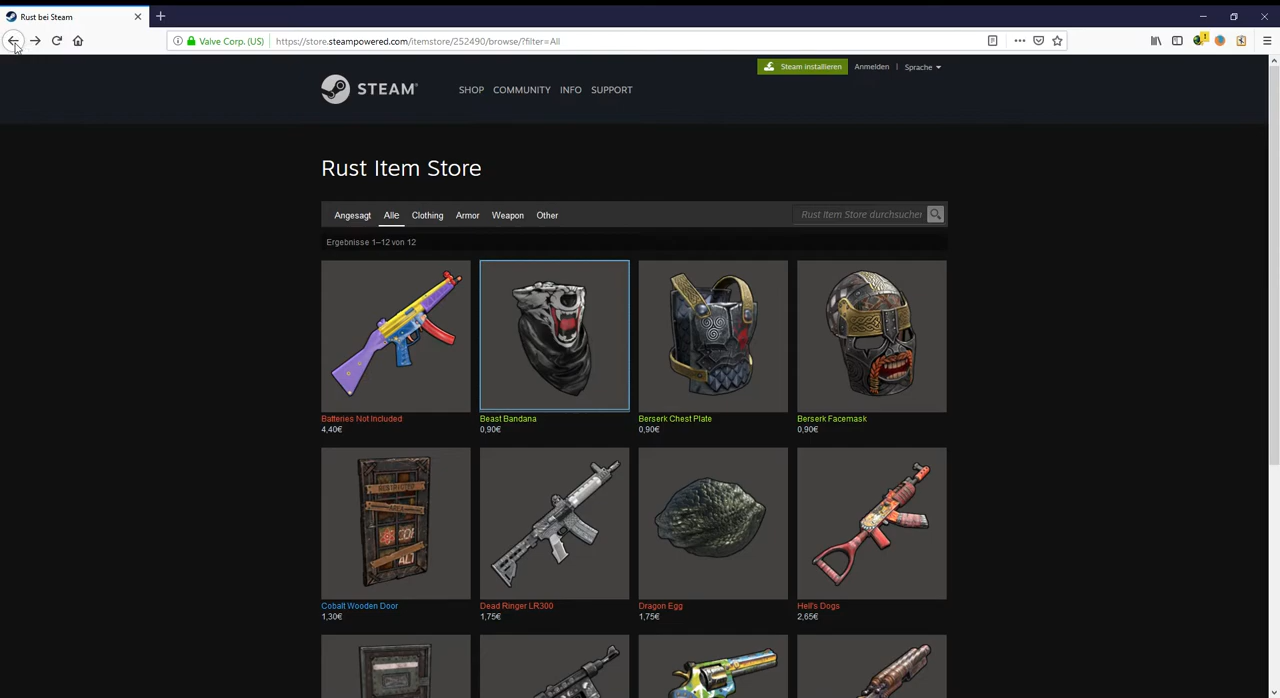 Rust bei Steam
Valve Corp. (US)
https://store.steampowered.com/itemstore/252490/browse/?filter=All
Steam installieren
Anmelden
Sprache
STEAM
SHOP
COMMUNITY
INFO
SUPPORT
Rust Item Store
Angesagt
Alle
Clothing
Armor
Weapon
Other
Rust Item Store durchsuchen
Ergebnisse 1–12 von 12
Batteries Not Included
4,40€
Beast Bandana
0,90€
Berserk Chest Plate
0,90€
Berserk Facemask
0,90€
RESTRICTED
AREA
Cobalt Wooden Door
1,30€
Dead Ringer LR300
1,75€
Dragon Egg
1,75€
Hell's Dogs
2,65€